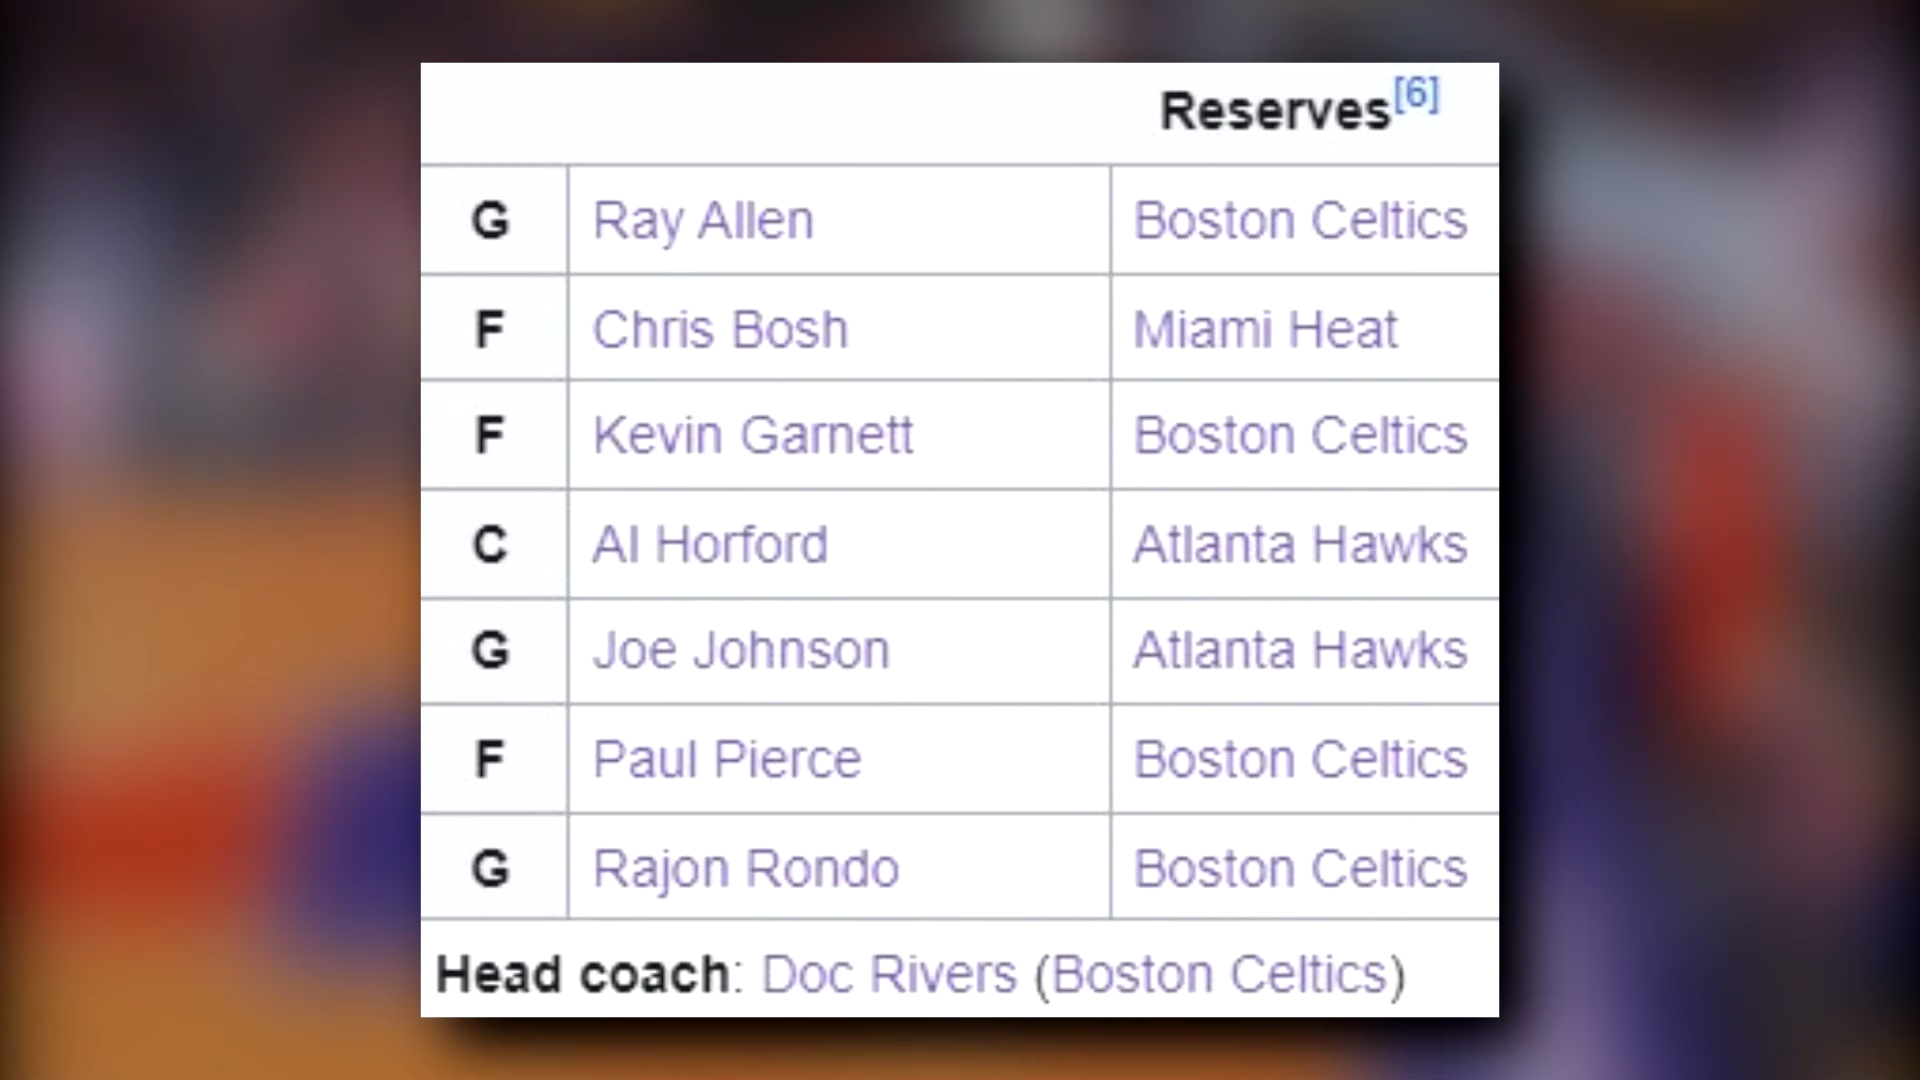 Reserves[6]
G Ray Allen Boston Celtics
F Chris Bosh Miami Heat
F Kevin Garnett Boston Celtics
C Al Horford Atlanta Hawks
G Joe Johnson Atlanta Hawks
F Paul Pierce Boston Celtics
G Rajon Rondo Boston Celtics
Head coach: Doc Rivers (Boston Celtics)